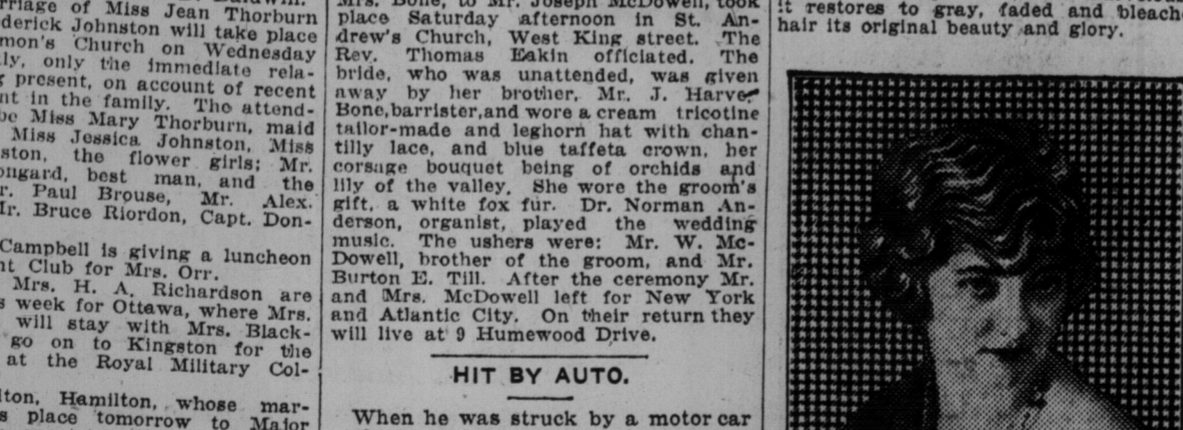 rriage of Miss Jean Thorburn
derick Johnston will take place
mon's Church on Wednesday
ly, only the immediate rela-
present, on account of recent
nt in the family. The attend-
be Miss Mary Thorburn, maid
Miss Jessica Johnston, Miss
ston, the flower girls; Mr.
ongard, best man, and the
r. Paul Brouse, Mr. Alex.
Mr. Bruce Riordon, Capt. Don-
Campbell is giving a luncheon
nt Club for Mrs. Orr.
Mrs. H. A. Richardson are
s week for Ottawa, where Mrs.
will stay with Mrs. Black-
go on to Kingston for the
at the Royal Military Col-
lton, Hamilton, whose mar-
s place tomorrow to Major
Mrs. Bone, to Mr. Joseph McDowell, took
place Saturday afternoon in St. An-
drew's Church, West King street. The
Rev. Thomas Eakin officiated. The
bride, who was unattended, was given
away by her brother, Mr. J. Harvey
Bone, barrister, and wore a cream tricotine
tailor-made and leghorn hat with chan-
tilly lace, and blue taffeta crown, her
corsage bouquet being of orchids and
lily of the valley. She wore the groom's
gift, a white fox fur. Dr. Norman An-
derson, organist, played the wedding
music. The ushers were: Mr. W. Mc-
Dowell, brother of the groom, and Mr.
Burton E. Till. After the ceremony Mr.
and Mrs. McDowell left for New York
and Atlantic City. On their return they
will live at 9 Humewood Drive.
HIT BY AUTO.
When he was struck by a motor car
it restores to gray, faded and bleach
hair its original beauty and glory.